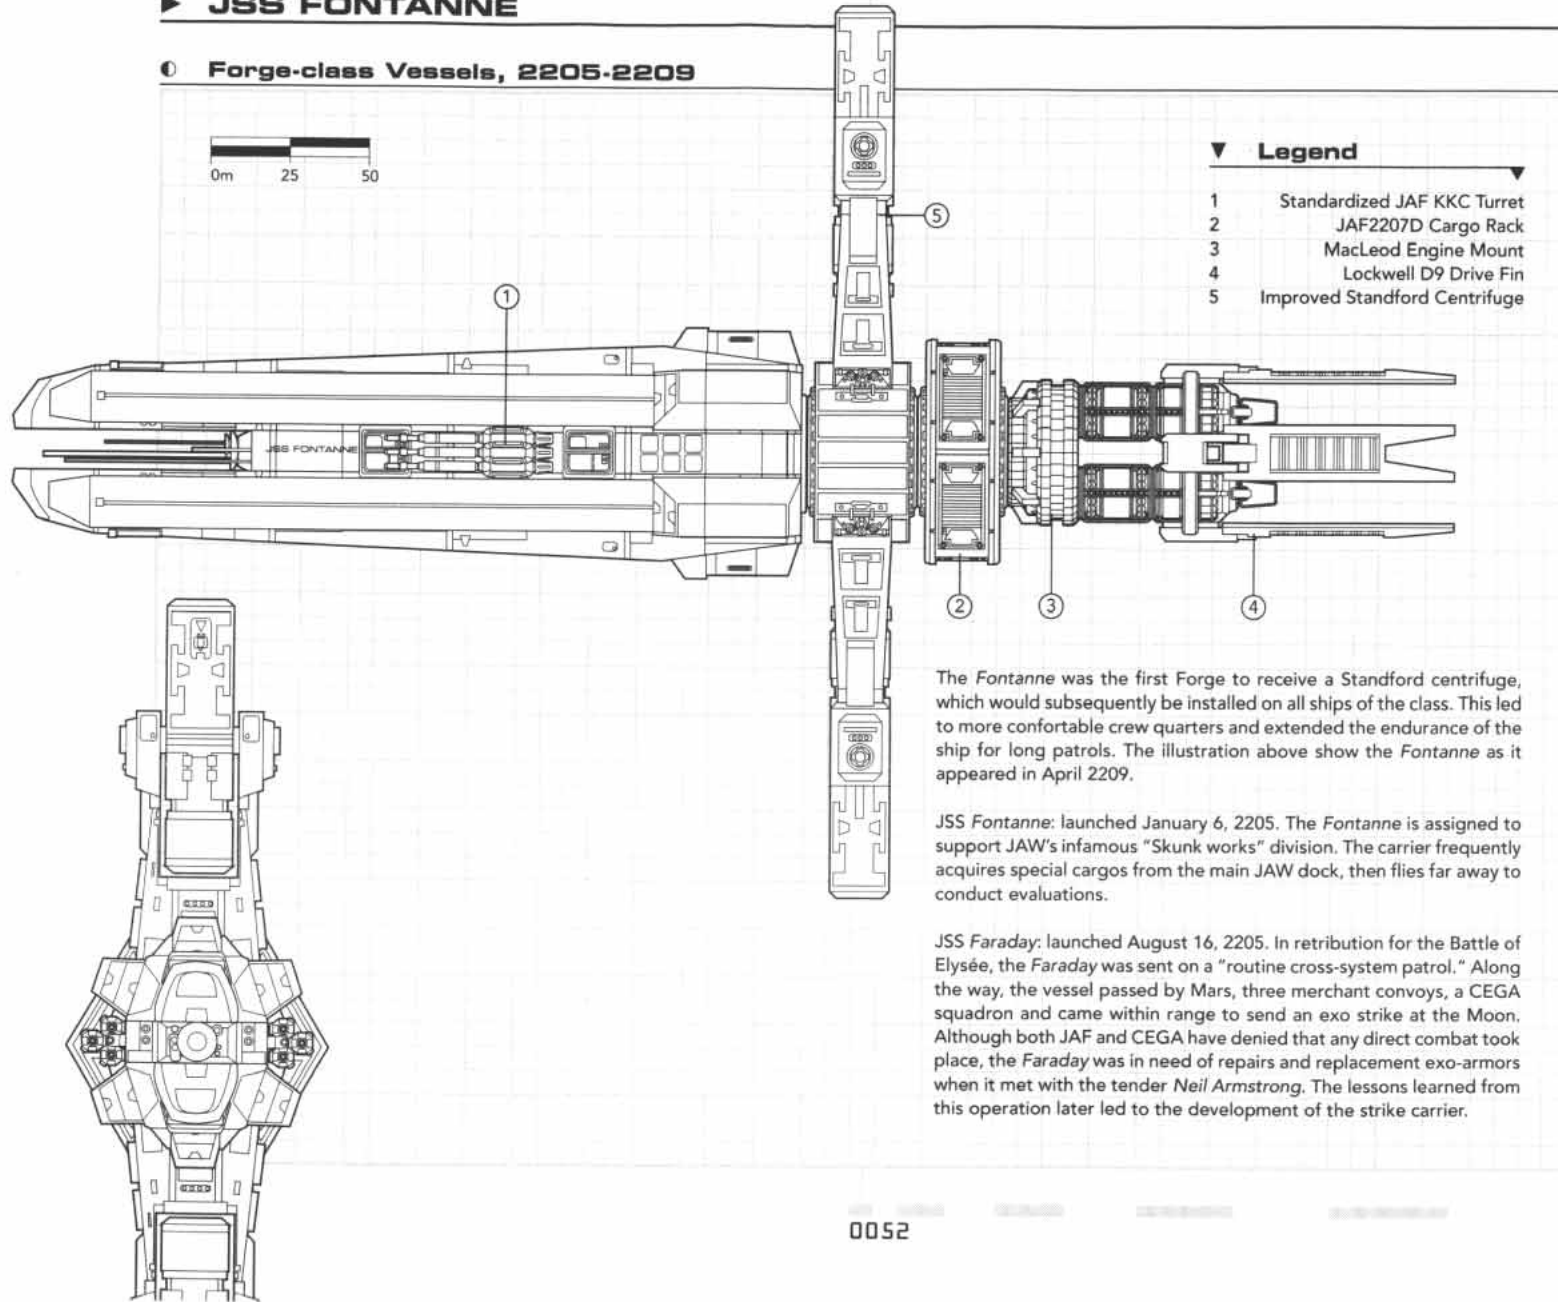 ► JSS FONTANNE
Forge-class Vessels, 2205-2209
0m 25 50
▼ Legend
1 Standardized JAF KKC Turret
2 JAF2207D Cargo Rack
3 MacLeod Engine Mount
4 Lockwell D9 Drive Fin
5 Improved Standford Centrifuge
5
1
JSS FONTANNE
2 3 4
The Fontanne was the first Forge to receive a Standford centrifuge,
which would subsequently be installed on all ships of the class. This led
to more confortable crew quarters and extended the endurance of the
ship for long patrols. The illustration above show the Fontanne as it
appeared in April 2209.
JSS Fontanne: launched January 6, 2205. The Fontanne is assigned to
support JAW's infamous "Skunk works" division. The carrier frequently
acquires special cargos from the main JAW dock, then flies far away to
conduct evaluations.
JSS Faraday: launched August 16, 2205. In retribution for the Battle of
Elysée, the Faraday was sent on a "routine cross-system patrol." Along
the way, the vessel passed by Mars, three merchant convoys, a CEGA
squadron and came within range to send an exo strike at the Moon.
Although both JAF and CEGA have denied that any direct combat took
place, the Faraday was in need of repairs and replacement exo-armors
when it met with the tender Neil Armstrong. The lessons learned from
this operation later led to the development of the strike carrier.
0052